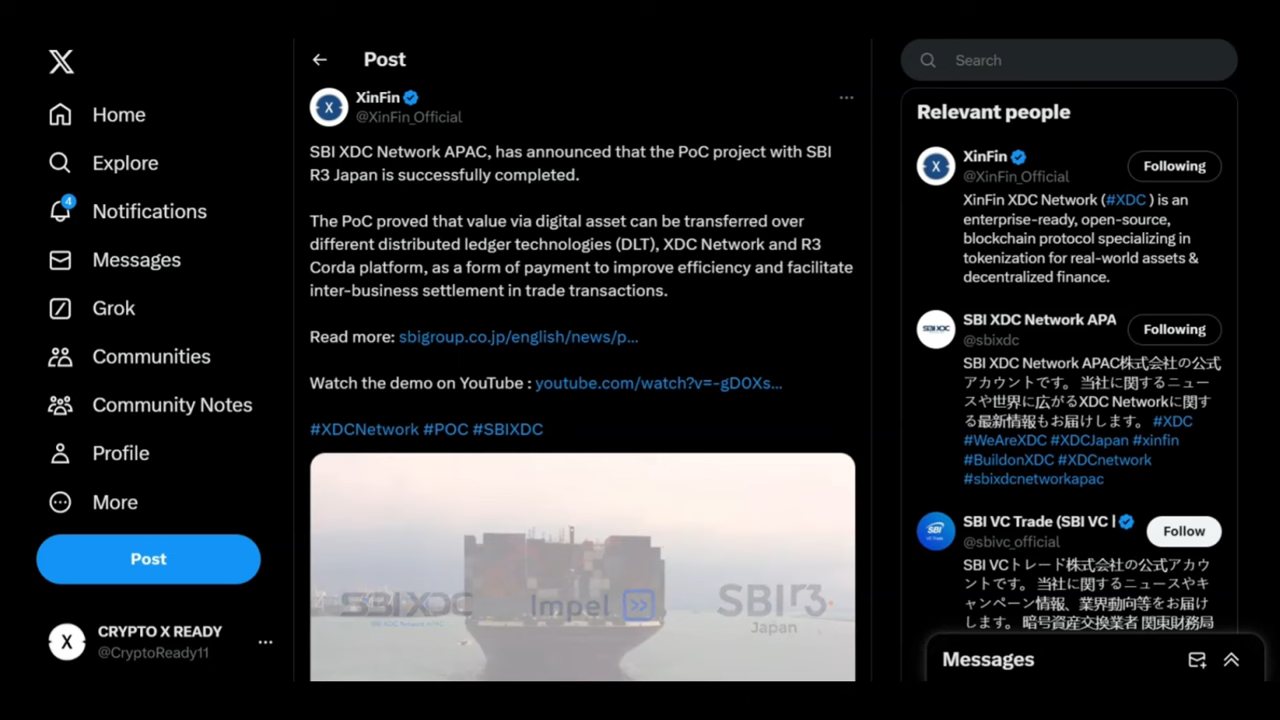 Home
Explore
4
Notifications
Messages
Grok
Communities
Community Notes
Profile
More
Post
CRYPTO X READY
@CryptoReady11
Post
XinFin
@XinFin_Official
SBI XDC Network APAC, has announced that the PoC project with SBI
R3 Japan is successfully completed.
The PoC proved that value via digital asset can be transferred over
different distributed ledger technologies (DLT), XDC Network and R3
Corda platform, as a form of payment to improve efficiency and facilitate
inter-business settlement in trade transactions.
Read more: sbigroup.co.jp/english/news/p...
Watch the demo on YouTube : youtube.com/watch?v=-gD0Xs...
#XDCNetwork #POC #SBIXDC
SBI XDC
SBI XDC Network APAC
Impel
SBI r3
Japan
Search
Relevant people
XinFin
Following
@XinFin_Official
XinFin XDC Network (#XDC ) is an
enterprise-ready, open-source,
blockchain protocol specializing in
tokenization for real-world assets &
decentralized finance.
SBI XDC Network APA
Following
@sbixdc
SBI XDC Network APAC株式会社の公式
アカウントです。 当社に関するニュー
スや世界に広がるXDC Networkに関す
る最新情報もお届けします。 #XDC
#WeAreXDC #XDCJapan #xinfin
#BuildonXDC #XDCnetwork
#sbixdcnetworkapac
SBI VC Trade (SBI VC
Follow
@sbivc_official
SBI VCトレード株式会社の公式アカウ
ントです。 当社に関するニュースやキ
ャンペーン情報、業界動向等をお届け
します。 暗号資産交換業者 関東財務局
Messages